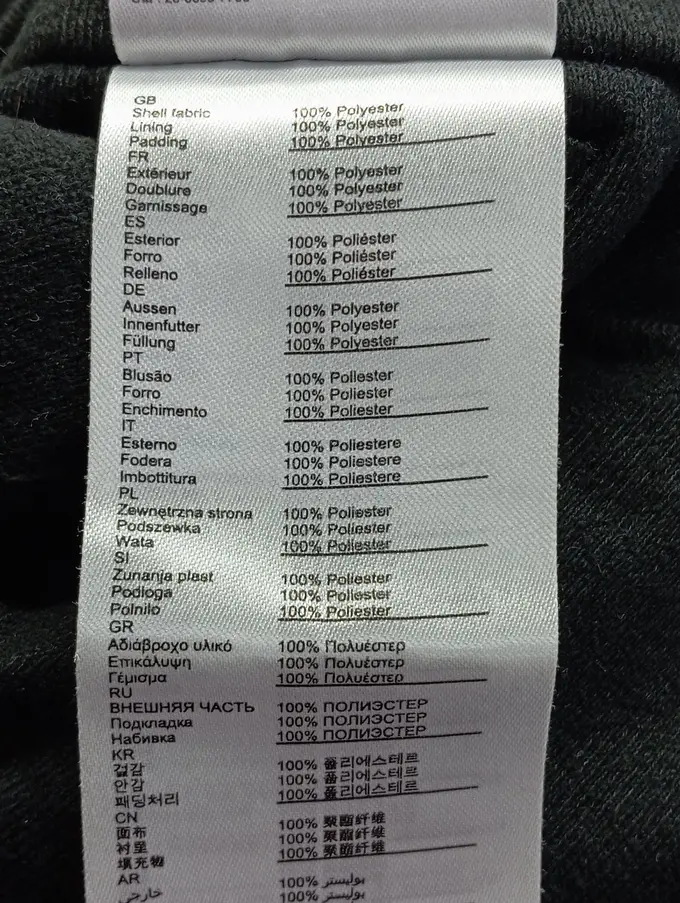 GB
Shell fabric 100% Polyester
Lining 100% Polyester
Padding 100% Polyester
FR
Extérieur 100% Polyester
Doublure 100% Polyester
Garnissage 100% Polyester
ES
Esterior 100% Poliéster
Forro 100% Poliéster
Relleno 100% Poliéster
DE
Aussen 100% Polyester
Innenfutter 100% Polyester
Füllung 100% Polyester
PT
Blusão 100% Poliester
Forro 100% Poliester
Enchimento 100% Poliester
IT
Esterno 100% Poliestere
Fodera 100% Poliestere
Imbottitura 100% Poliestere
PL
Zewnętrzna strona 100% Poliester
Podszewka 100% Poliester
Wata 100% Poliester
SI
Zunanja plast 100% Poliester
Podloga 100% Poliester
Polnilo 100% Poliester
GR
Αδιάβροχο υλικό 100% Πολυέστερ
Επικάλυψη 100% Πολυέστερ
Γέμισμα 100% Πολυέστερ
RU
ВНЕШНЯЯ ЧАСТЬ 100% ПОЛИЭСТЕР
Подкладка 100% ПОЛИЭСТЕР
Набивка 100% ПОЛИЭСТЕР
KR
겉감 100% 폴리에스테르
안감 100% 폴리에스테르
패딩처리 100% 폴리에스테르
CN
面布 100% 聚酯纤维
衬里 100% 聚酯纤维
填充物 100% 聚酯纤维
AR 100% بوليستر
خارجي 100% بوليستر